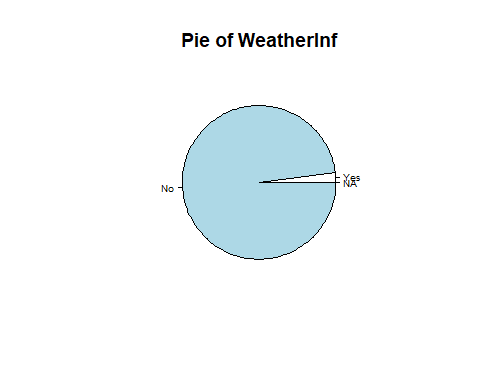 Pie of WeatherInf
Yes
NA
No